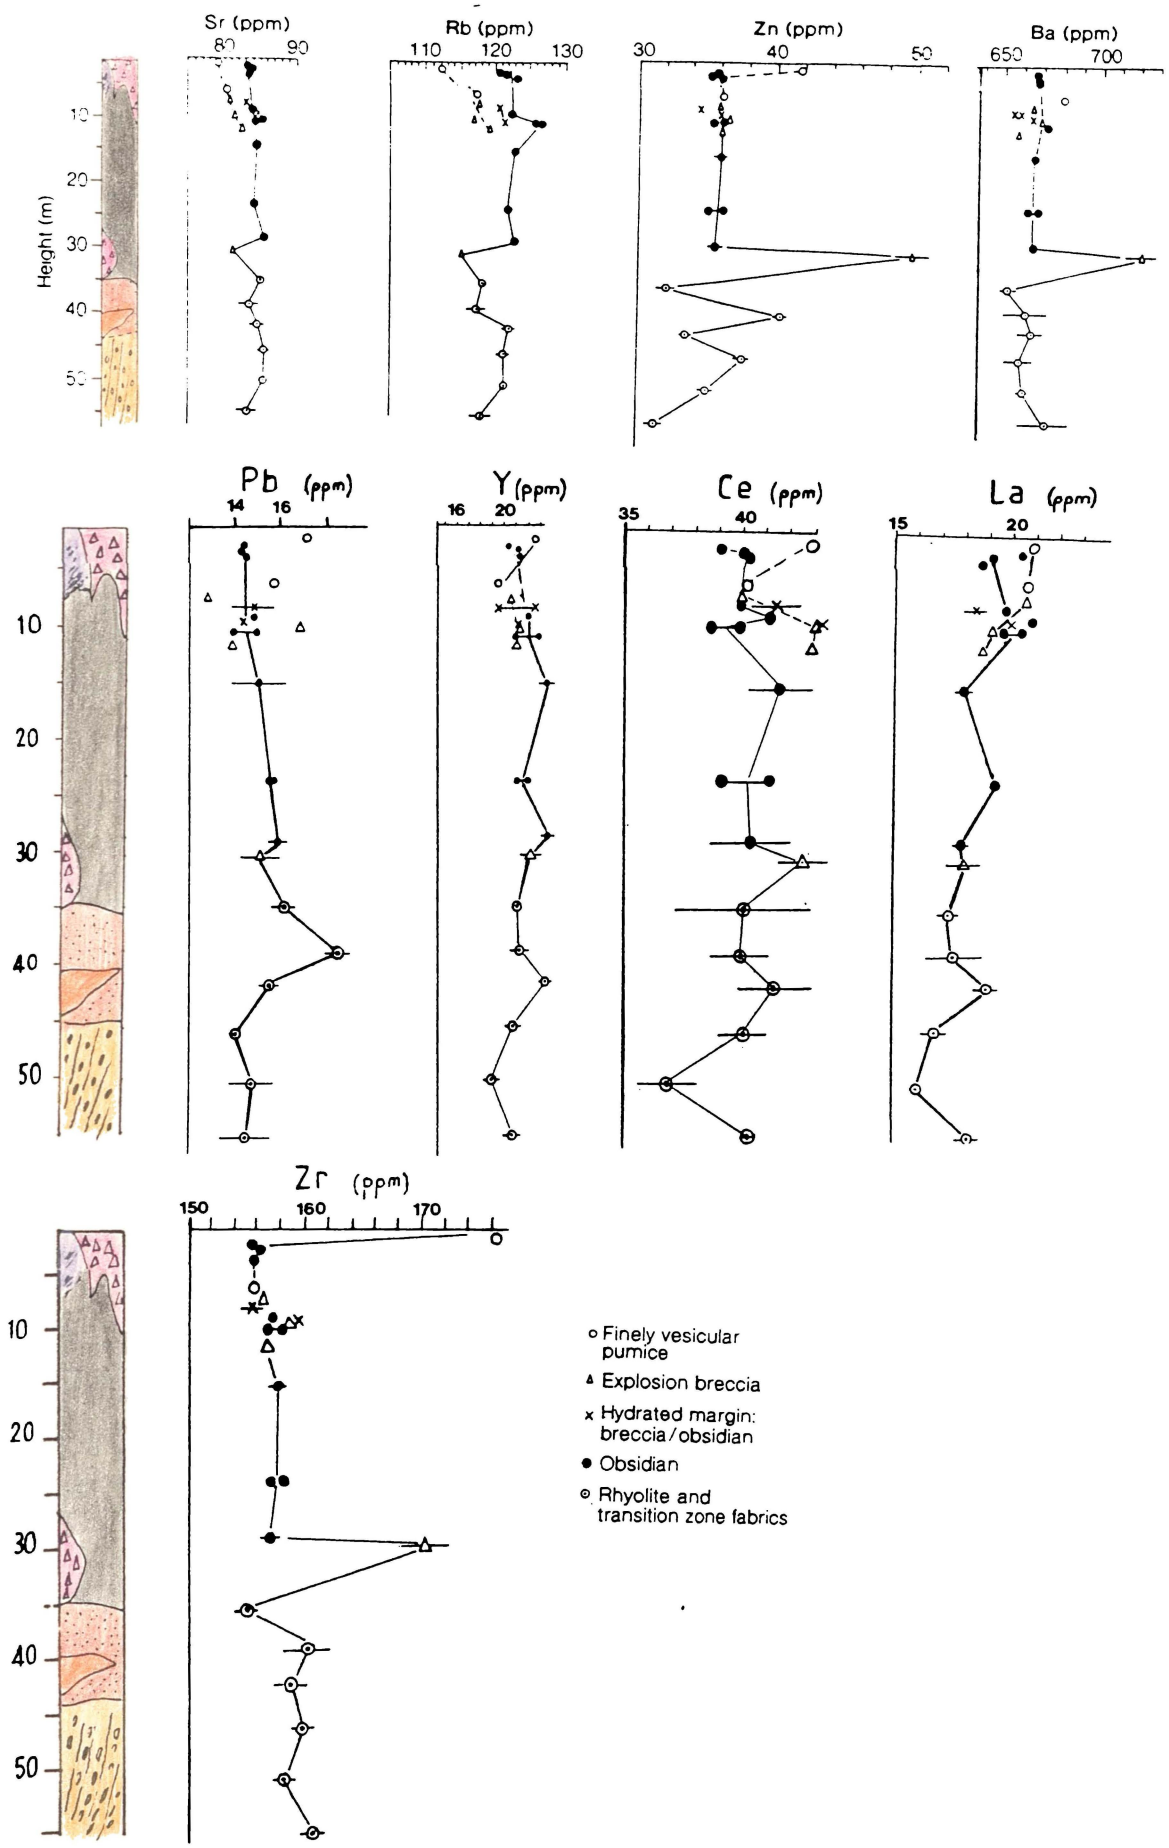 Sr (ppm)
80 90
Rb (ppm)
110 122 130
Zn (ppm)
30 40 50
Ba (ppm)
650 700
Height (m)
10
20
30
40
50
Pb (ppm)
14 16
Y (ppm)
16 20
Ce (ppm)
35 40
La (ppm)
15 20
10
20
30
40
50
Zr (ppm)
150 160 170
10
20
30
40
50
Finely vesicular
pumice
Explosion breccia
Hydrated margin:
breccia/obsidian
Obsidian
Rhyolite and
transition zone fabrics